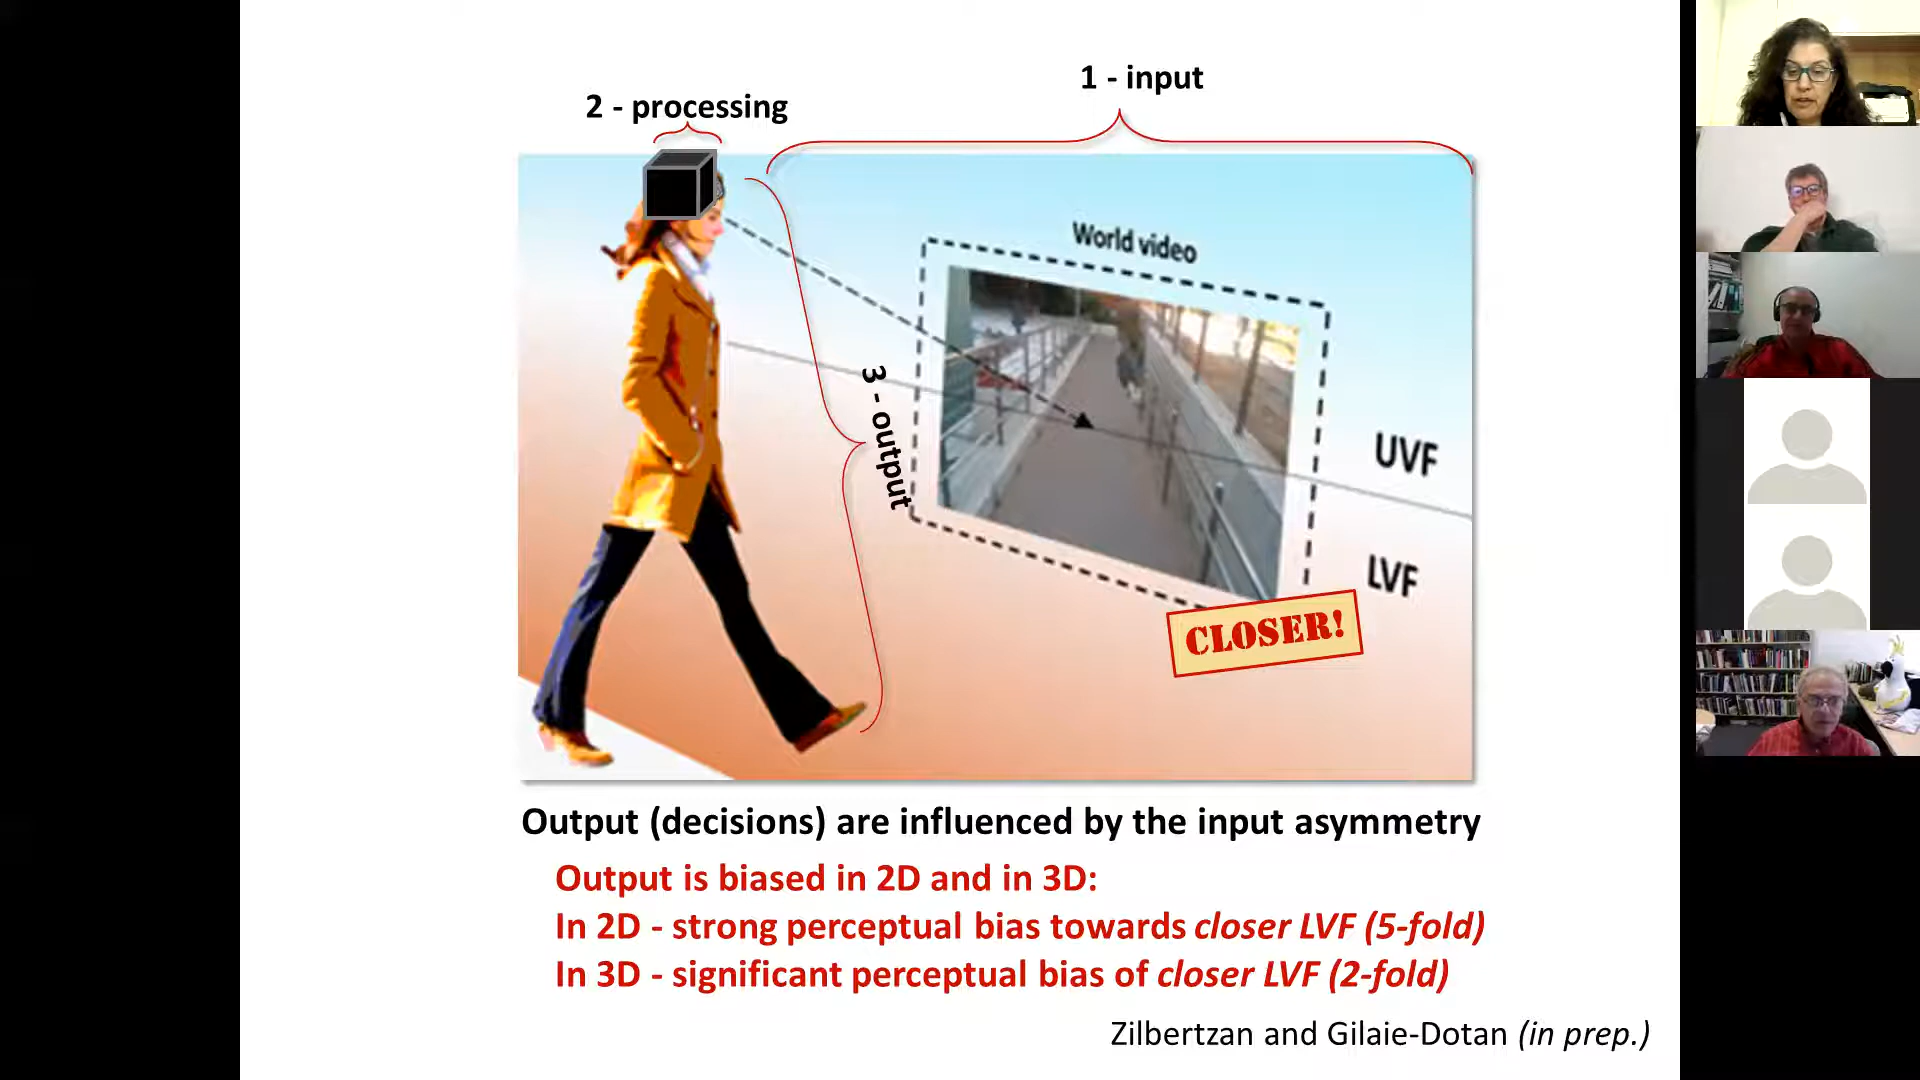 1 - input
2 - processing
World video
3 - output
UVF
LVF
CLOSER!
Output (decisions) are influenced by the input asymmetry
Output is biased in 2D and in 3D:
In 2D - strong perceptual bias towards closer LVF (5-fold)
In 3D - significant perceptual bias of closer LVF (2-fold)
Zilbertzan and Gilaie-Dotan (in prep.)